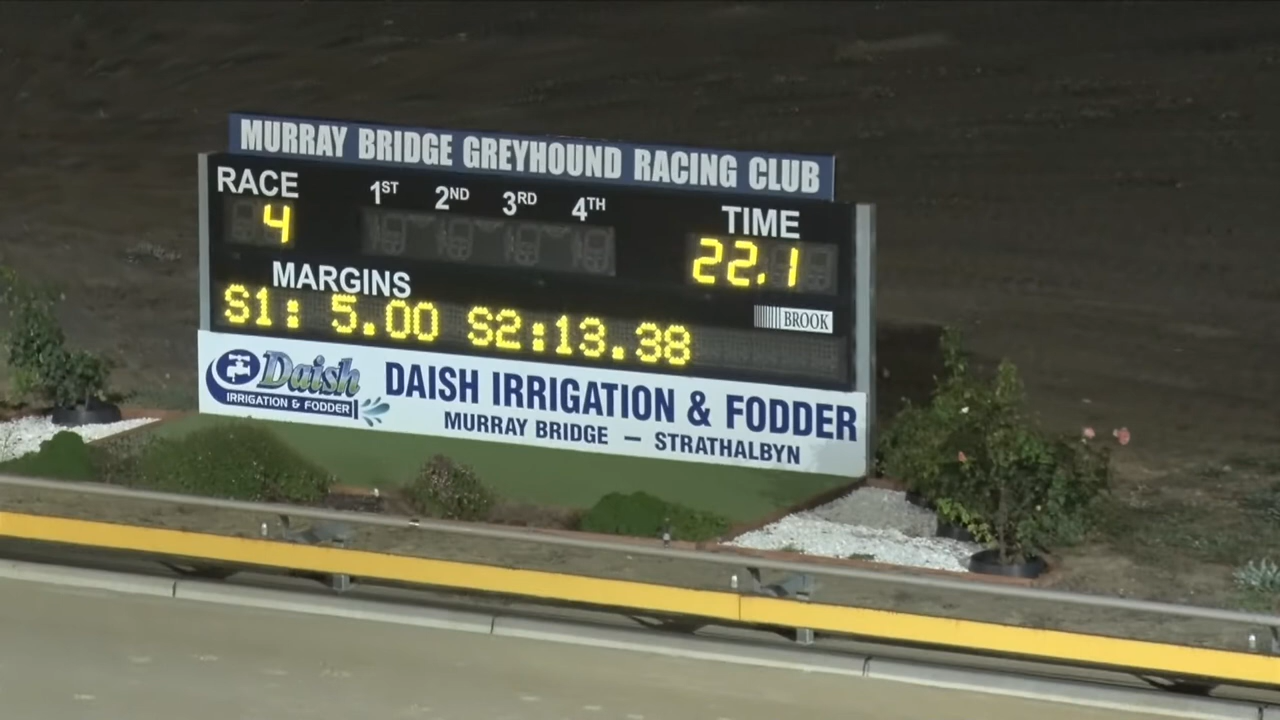 MURRAY BRIDGE GREYHOUND RACING CLUB
RACE 1ST 2ND 3RD 4TH TIME
4 22.1
MARGINS
S1: 5.00 S2:13.38
BROOK
Daish
IRRIGATION & FODDER
DAISH IRRIGATION & FODDER
MURRAY BRIDGE – STRATHALBYN